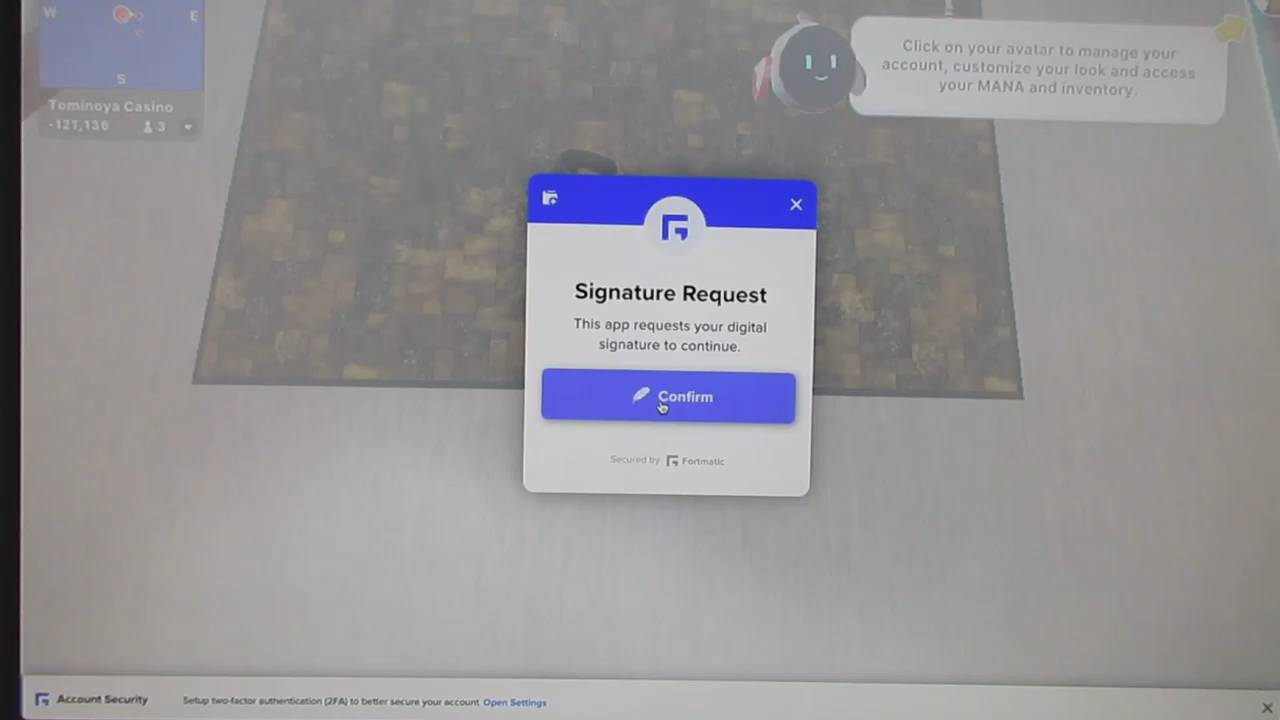 W
E
S
Tominoya Casino
-121,136
3
Click on your avatar to manage your
account, customize your look and access
your MANA and inventory.
Signature Request
This app requests your digital
signature to continue.
Confirm
Secured by Fortmatic
Account Security
Setup two-factor authentication (2FA) to better secure your account Open Settings